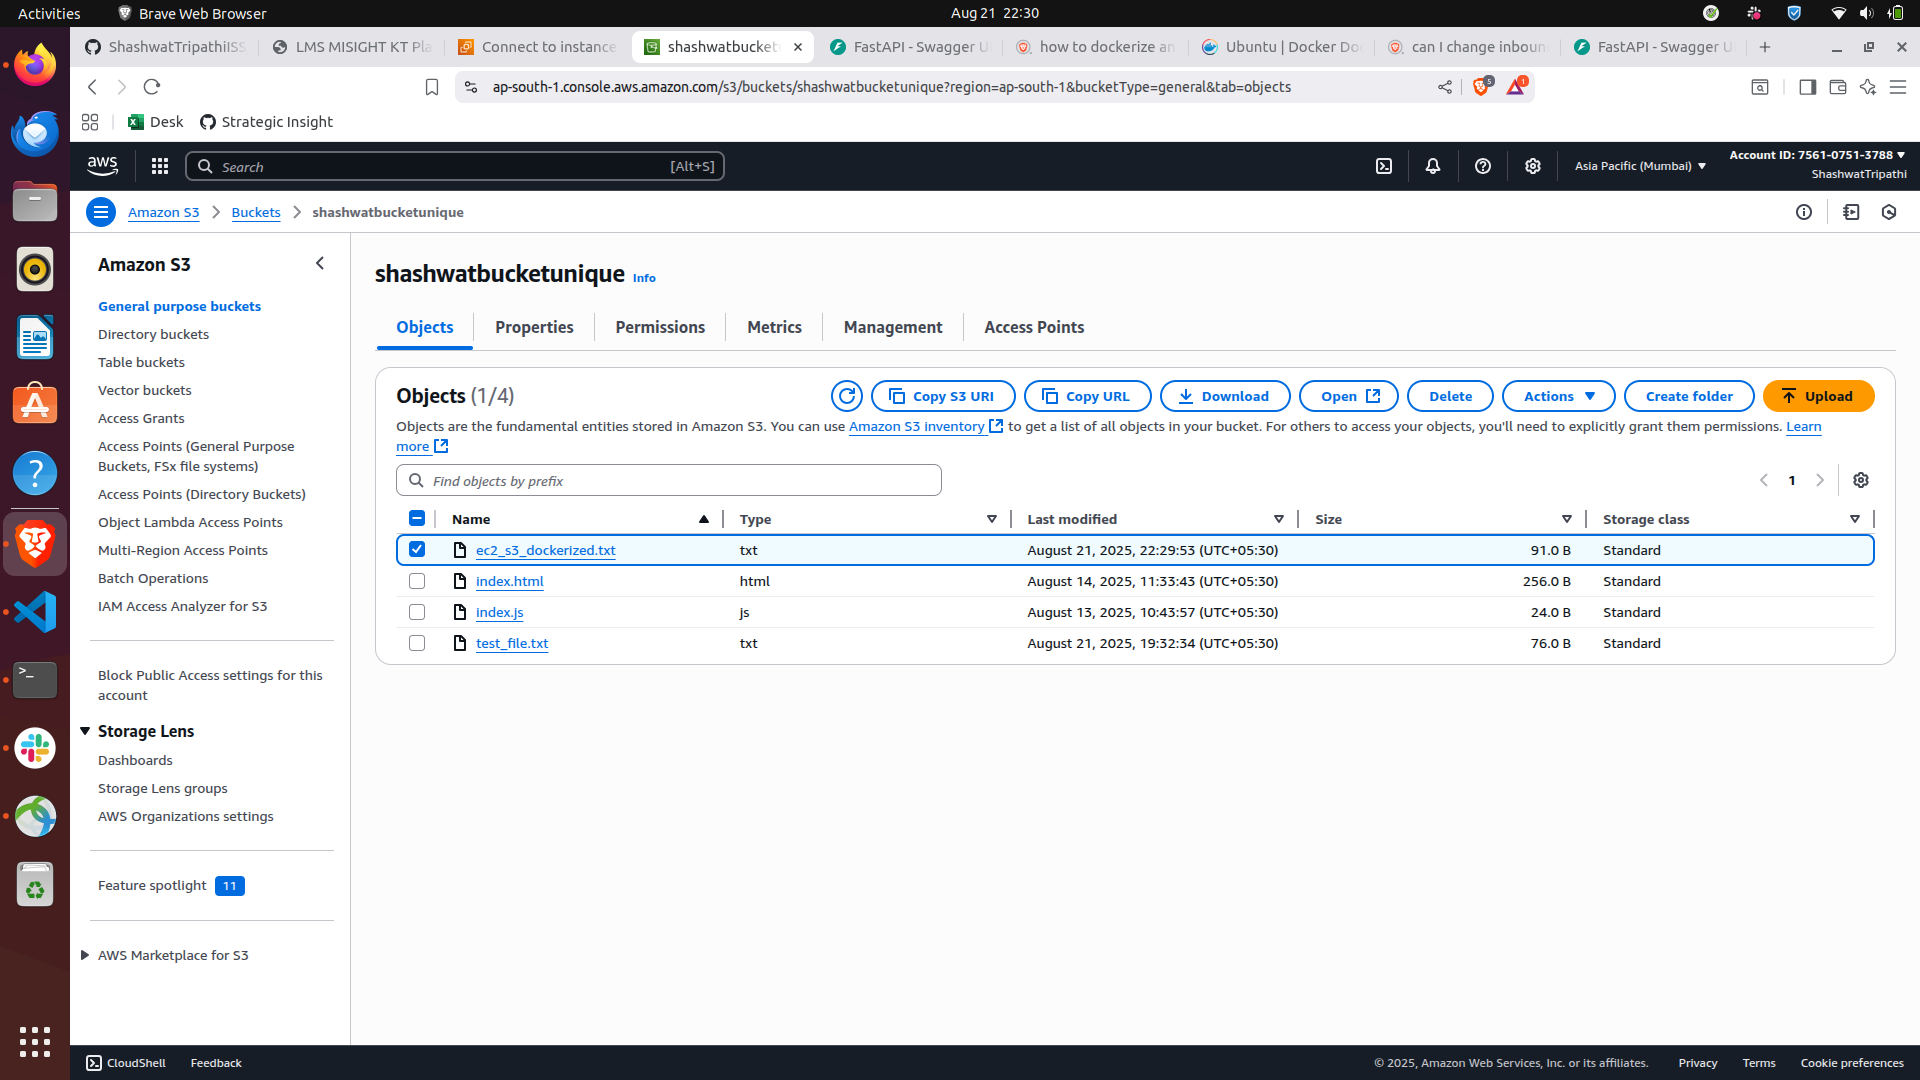 Activities
Brave Web Browser
Aug 21 22:30
ShashwatTripathiISS
LMS MISIGHT KT Pla
Connect to instance
shashwatbucket
FastAPI - Swagger U
how to dockerize an
Ubuntu | Docker Do
can I change inboun
FastAPI - Swagger U
ap-south-1.console.aws.amazon.com/s3/buckets/shashwatbucketunique?region=ap-south-1&bucketType=general&tab=objects
5
1
Desk
Strategic Insight
aws
Search
[Alt+S]
Asia Pacific (Mumbai)
Account ID: 7561-0751-3788
ShashwatTripathi
Amazon S3
Buckets
shashwatbucketunique
Amazon S3
General purpose buckets
Directory buckets
Table buckets
Vector buckets
Access Grants
Access Points (General Purpose
Buckets, FSx file systems)
Access Points (Directory Buckets)
Object Lambda Access Points
Multi-Region Access Points
Batch Operations
IAM Access Analyzer for S3
Block Public Access settings for this
account
Storage Lens
Dashboards
Storage Lens groups
AWS Organizations settings
Feature spotlight 11
AWS Marketplace for S3
shashwatbucketunique Info
Objects
Properties
Permissions
Metrics
Management
Access Points
Objects (1/4)
Copy S3 URI
Copy URL
Download
Open
Delete
Actions
Create folder
Upload
Objects are the fundamental entities stored in Amazon S3. You can use Amazon S3 inventory to get a list of all objects in your bucket. For others to access your objects, you'll need to explicitly grant them permissions. Learn
more
Find objects by prefix
1
Name Type Last modified Size Storage class
ec2_s3_dockerized.txt txt August 21, 2025, 22:29:53 (UTC+05:30) 91.0 B Standard
index.html html August 14, 2025, 11:33:43 (UTC+05:30) 256.0 B Standard
index.js js August 13, 2025, 10:43:57 (UTC+05:30) 24.0 B Standard
test_file.txt txt August 21, 2025, 19:32:34 (UTC+05:30) 76.0 B Standard
CloudShell
Feedback
© 2025, Amazon Web Services, Inc. or its affiliates.
Privacy
Terms
Cookie preferences